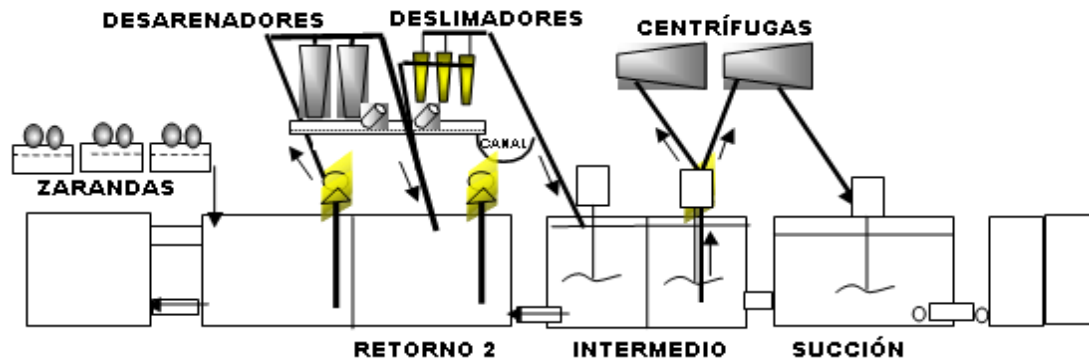 DESARENADORES
DESLIMADORES
CENTRÍFUGAS
CANAL
ZARANDAS
RETORNO 2
INTERMEDIO
SUCCIÓN